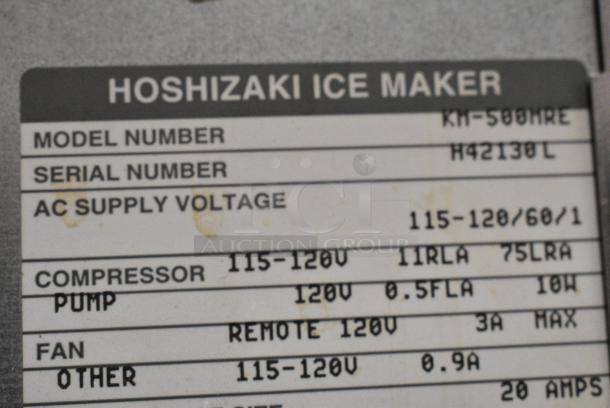 HOSHIZAKI ICE MAKER
MODEL NUMBER KM-500MRE
SERIAL NUMBER H42130L
AC SUPPLY VOLTAGE
115-120/60/1
AUCTION GROUP
COMPRESSOR 115-120V 11RLA 75LRA
PUMP 120V 0.5FLA 10W
FAN REMOTE 120V 3A MAX
OTHER 115-120V 0.9A
20 AMPS